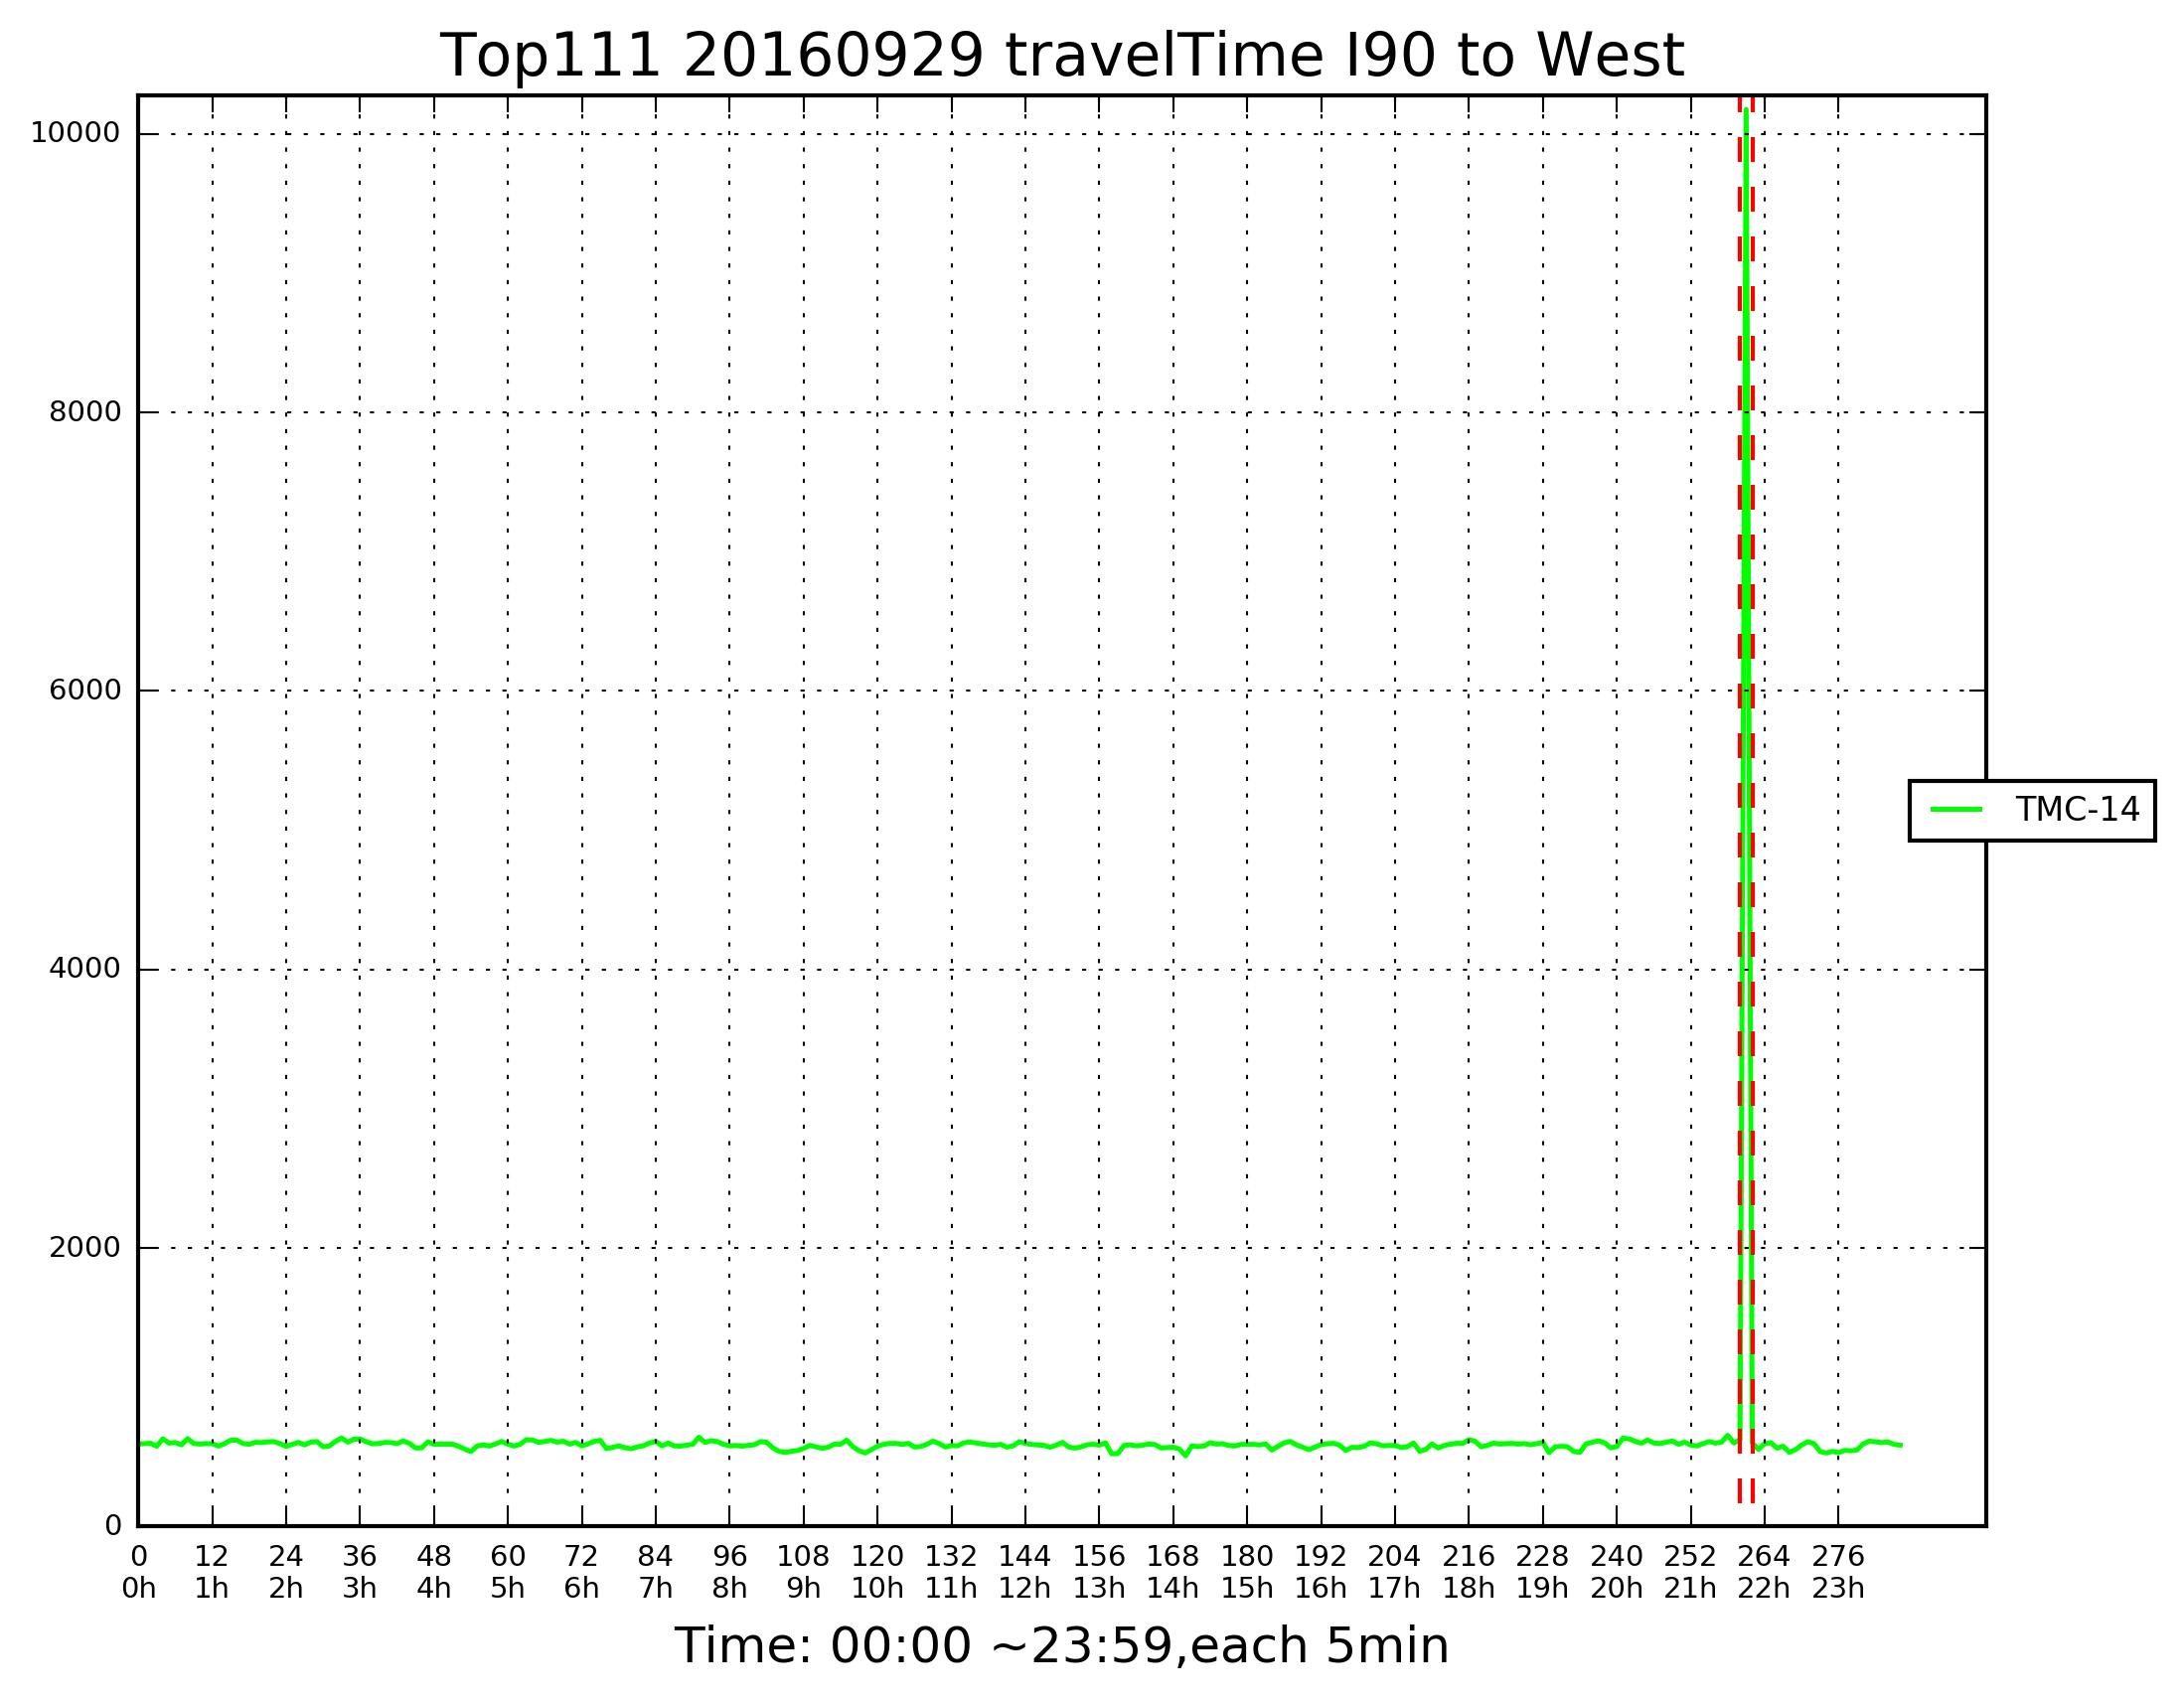 Top111 20160929 travelTime I90 to West
10000
8000
6000
4000
2000
0
TMC-14
0 12 24 36 48 60 72 84 96 108 120 132 144 156 168 180 192 204 216 228 240 252 264 276
0h 1h 2h 3h 4h 5h 6h 7h 8h 9h 10h 11h 12h 13h 14h 15h 16h 17h 18h 19h 20h 21h 22h 23h
Time: 00:00 ~23:59,each 5min